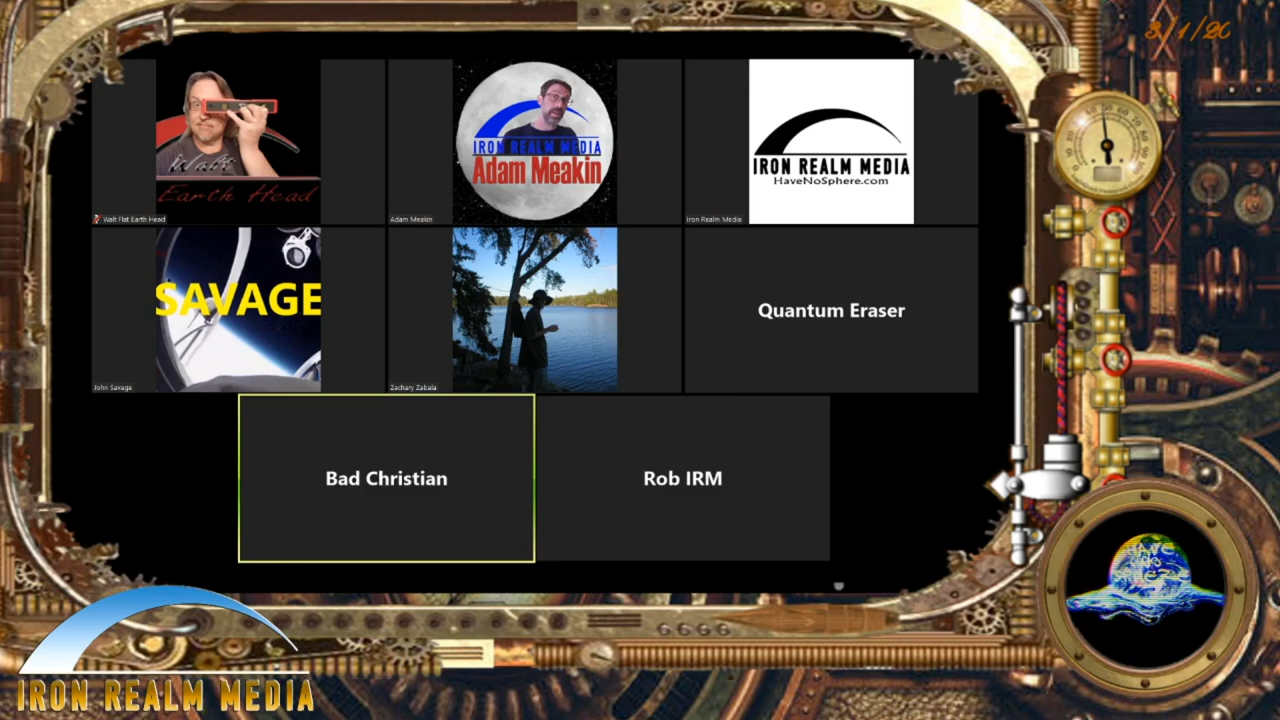 3/1/20
Walt
Earth Head
Walt Flat Earth Head
IRON REALM MEDIA
Adam Meakin
Adam Meakin
IRON REALM MEDIA
HaveNoSphere.com
Iron Realm Media
SAVAGE
John Savage
Zachary Zabala
Quantum Eraser
Bad Christian
Rob IRM
IRON REALM MEDIA